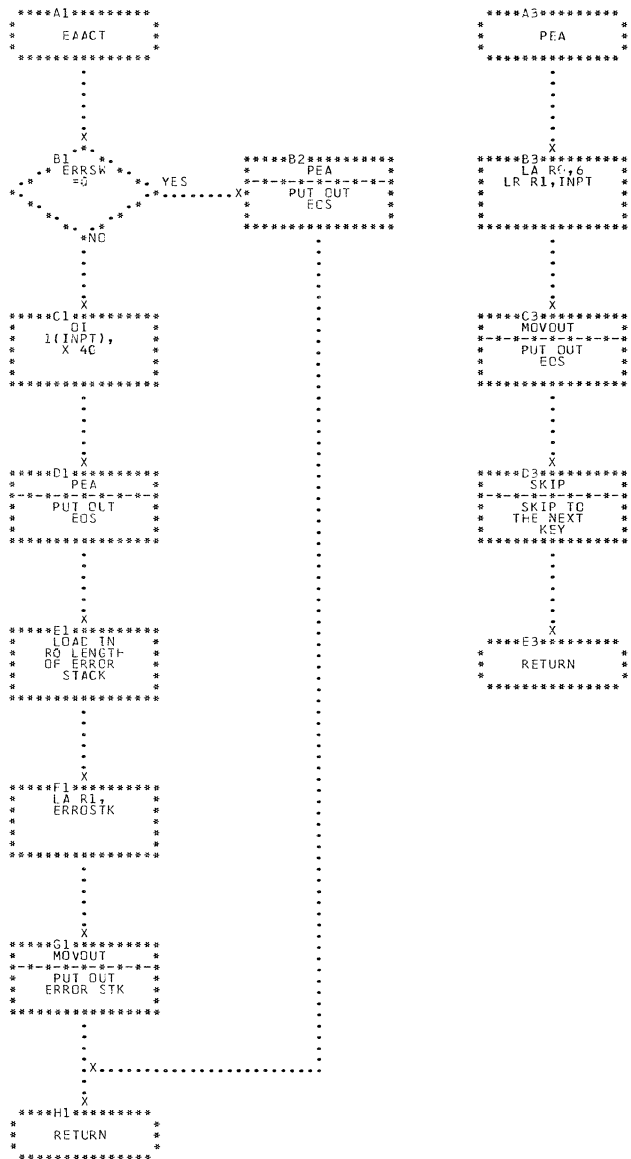 A1
EAACT
B1
ERRSW
=0
YES
NO
B2
PEA
PUT OUT
EOS
C1
OI
1(INPT),
X 40
D1
PEA
PUT OUT
EOS
E1
LOAD IN
R0 LENGTH
OF ERROR
STACK
F1
LA R1,
ERROSTK
G1
MOVOUT
PUT OUT
ERROR STK
H1
RETURN
A3
PEA
B3
LA R0,6
LR R1,INPT
C3
MOVOUT
PUT OUT
EOS
D3
SKIP
SKIP TO
THE NEXT
KEY
E3
RETURN